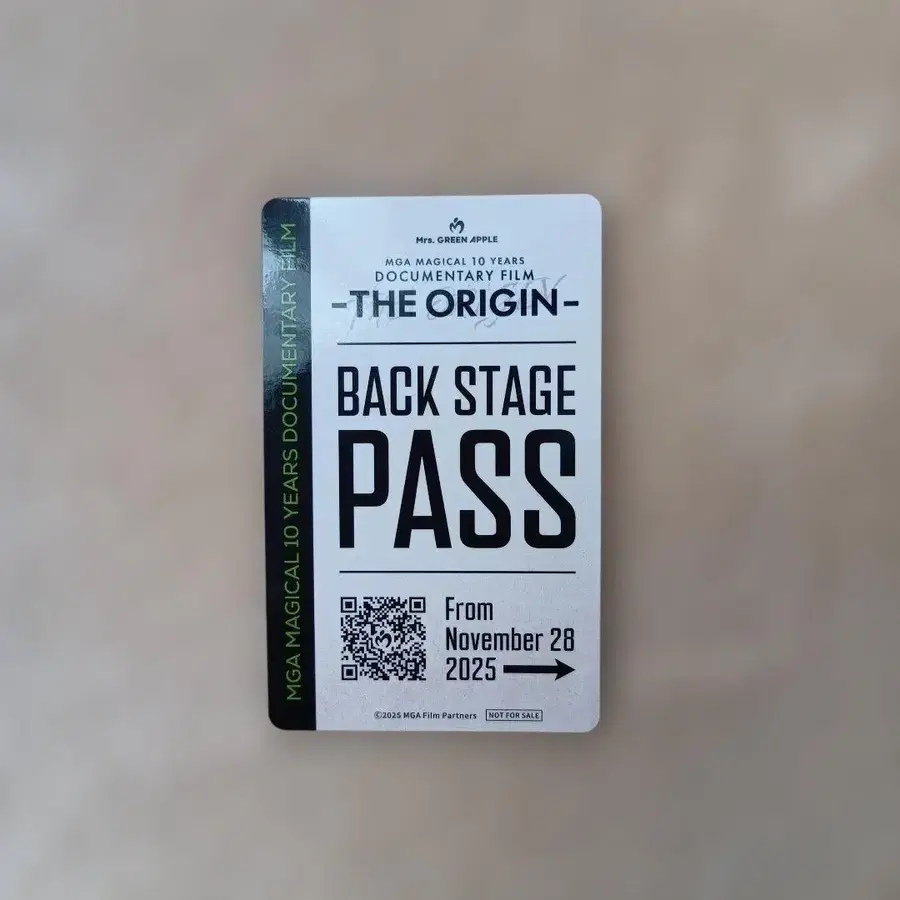 MGA MAGICAL 10 YEARS DOCUMENTARY FILM
Mrs. GREEN APPLE
MGA MAGICAL 10 YEARS
DOCUMENTARY FILM
-THE ORIGIN-
BACK STAGE
PASS
From
November 28
2025
©2025 MGA Film Partners
NOT FOR SALE